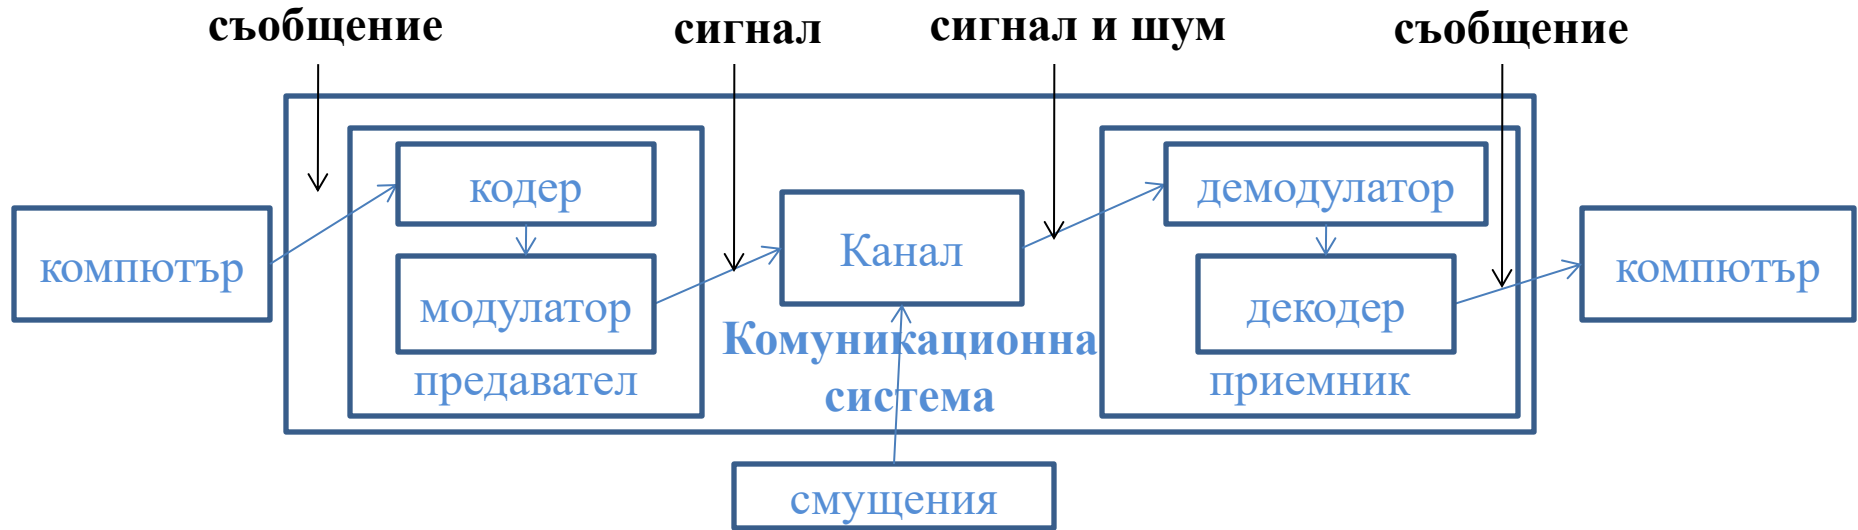 съобщение
сигнал
сигнал и шум
съобщение
компютър
кодер
модулатор
предавател
Канал
Комуникационна
система
смущения
демодулатор
декодер
приемник
компютър